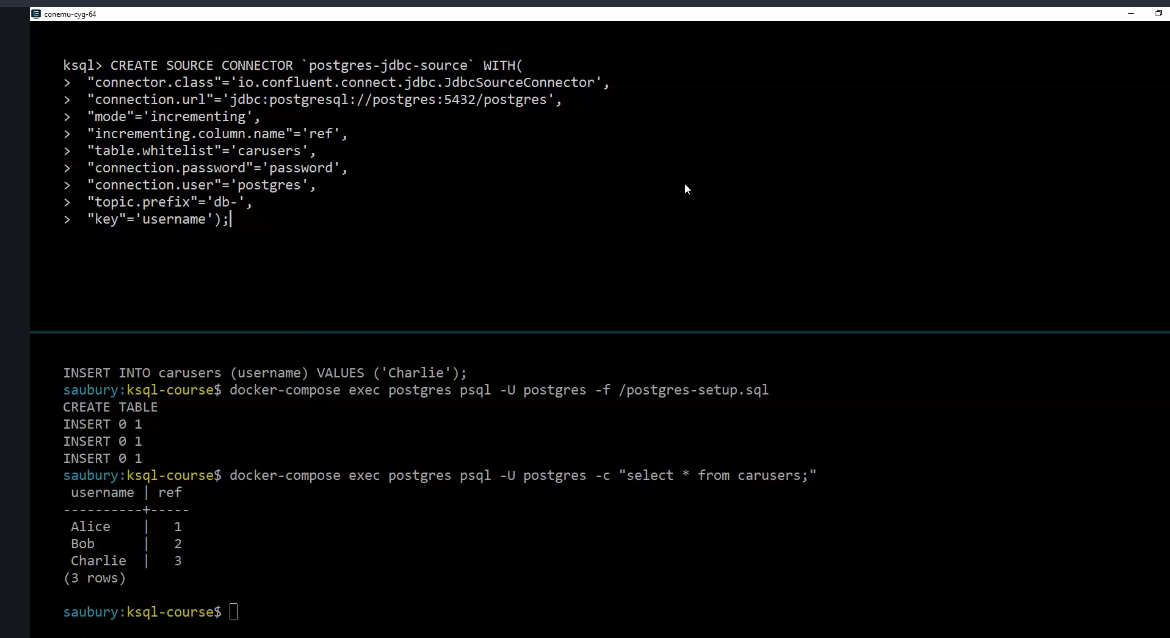 conemu-cyg-64
ksql> CREATE SOURCE CONNECTOR `postgres-jdbc-source` WITH(
>  "connector.class"='io.confluent.connect.jdbc.JdbcSourceConnector',
>  "connection.url"='jdbc:postgresql://postgres:5432/postgres',
>  "mode"='incrementing',
>  "incrementing.column.name"='ref',
>  "table.whitelist"='carusers',
>  "connection.password"='password',
>  "connection.user"='postgres',
>  "topic.prefix"='db-',
>  "key"='username');
INSERT INTO carusers (username) VALUES ('Charlie');
saubury:ksql-course$ docker-compose exec postgres psql -U postgres -f /postgres-setup.sql
CREATE TABLE
INSERT 0 1
INSERT 0 1
INSERT 0 1
saubury:ksql-course$ docker-compose exec postgres psql -U postgres -c "select * from carusers;"
 username | ref
----------+-----
 Alice    |   1
 Bob      |   2
 Charlie  |   3
(3 rows)
saubury:ksql-course$